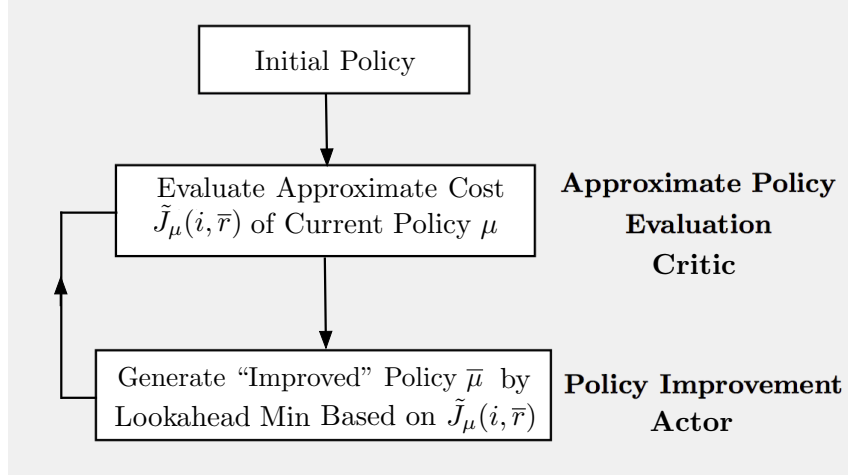 Initial Policy
Evaluate Approximate Cost
J̃μ(i, r̅) of Current Policy μ
Approximate Policy
Evaluation
Critic
Generate “Improved” Policy μ̅ by
Lookahead Min Based on J̃μ(i, r̅)
Policy Improvement
Actor